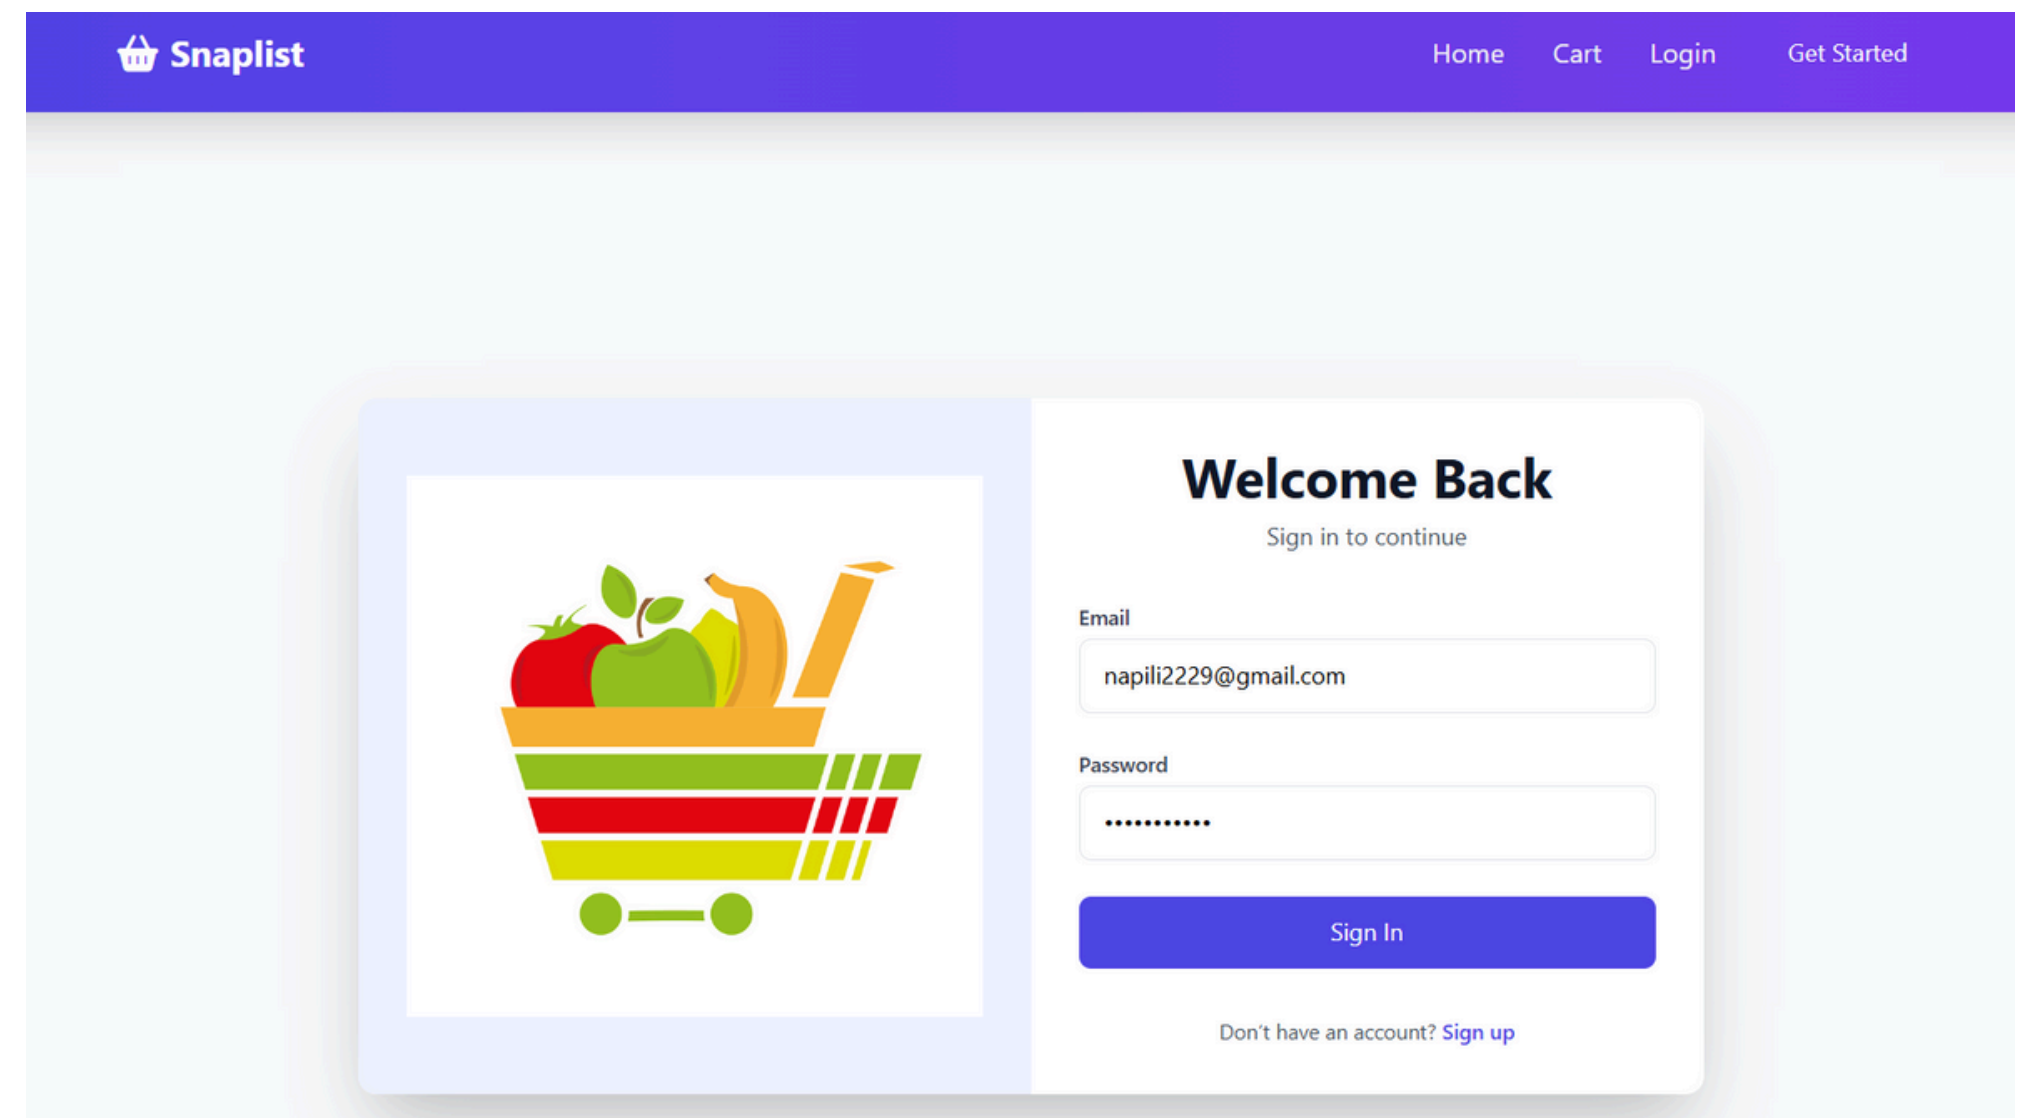 Snaplist
Home Cart Login Get Started
Welcome Back
Sign in to continue
Email
napili2229@gmail.com
Password
•••••••••••
Sign In
Don't have an account? Sign up